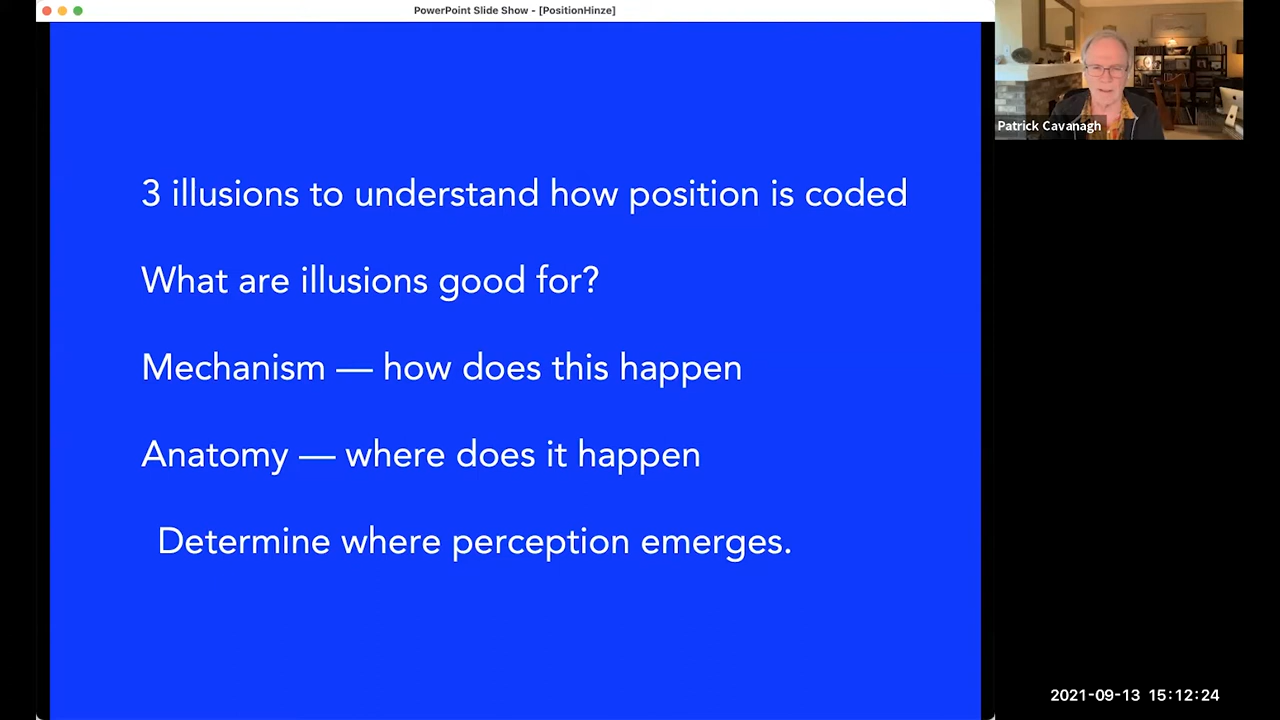 PowerPoint Slide Show - [PositionHinze]
3 illusions to understand how position is coded
What are illusions good for?
Mechanism — how does this happen
Anatomy — where does it happen
Determine where perception emerges.
Patrick Cavanagh
2021-09-13 15:12:24